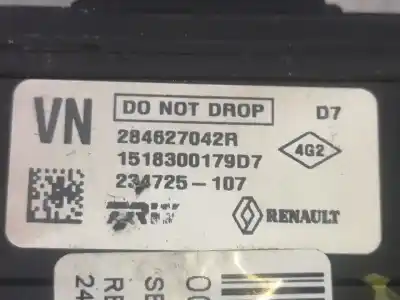 VN
DO NOT DROP
D7
284627042R
1518300179D7
4G2
234725-107
TRW
RENAULT